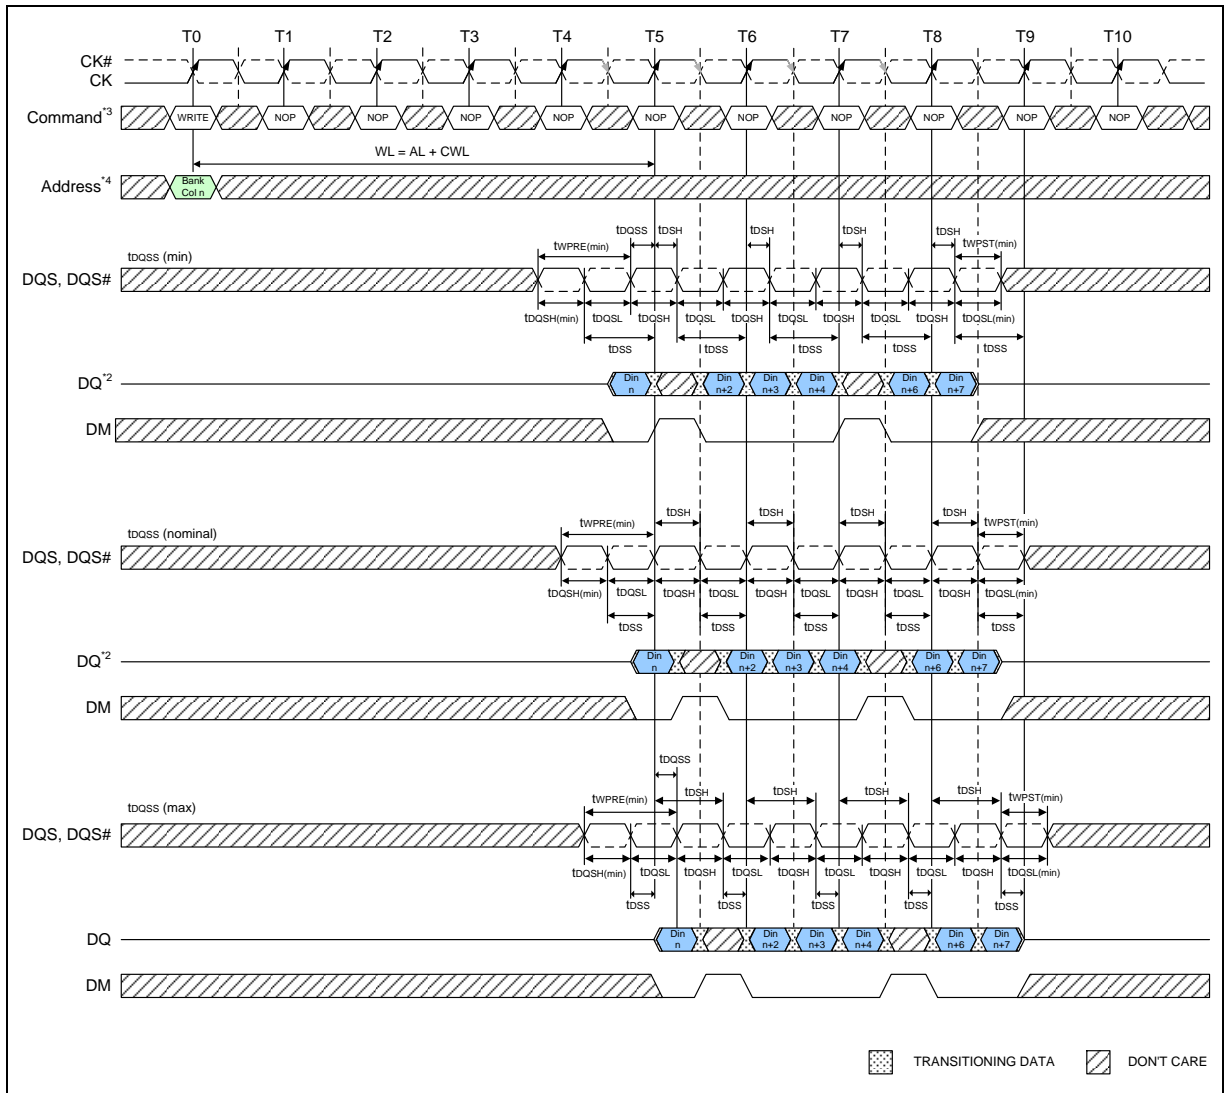 T0 T1 T2 T3 T4 T5 T6 T7 T8 T9 T10
CK#
CK
Command*3 WRITE NOP NOP NOP NOP NOP NOP NOP NOP NOP NOP
WL = AL + CWL
Address*4 Bank Col n
tDQSS tDSH tDSH tDSH tDSH
tDQSS (min) tWPRE(min) tWPST(min)
DQS, DQS#
tDQSH(min) tDQSL tDQSH tDQSL tDQSH tDQSL tDQSH tDQSL tDQSH tDQSL(min)
tDSS tDSS tDSS tDSS tDSS
DQ*2 Din n Din n+2 Din n+3 Din n+4 Din n+6 Din n+7
DM
tDSH tDSH tDSH tDSH
tDQSS (nominal) tWPRE(min) tWPST(min)
DQS, DQS#
tDQSH(min) tDQSL tDQSH tDQSL tDQSH tDQSL tDQSH tDQSL tDQSH tDQSL(min)
tDSS tDSS tDSS tDSS tDSS
DQ*2 Din n Din n+2 Din n+3 Din n+4 Din n+6 Din n+7
DM
tDQSS
tDQSS (max) tWPRE(min) tDSH tDSH tDSH tDSH tWPST(min)
DQS, DQS#
tDQSH(min) tDQSL tDQSH tDQSL tDQSH tDQSL tDQSH tDQSL tDQSH tDQSL(min)
tDSS tDSS tDSS tDSS tDSS
DQ Din n Din n+2 Din n+3 Din n+4 Din n+6 Din n+7
DM
TRANSITIONING DATA DON'T CARE